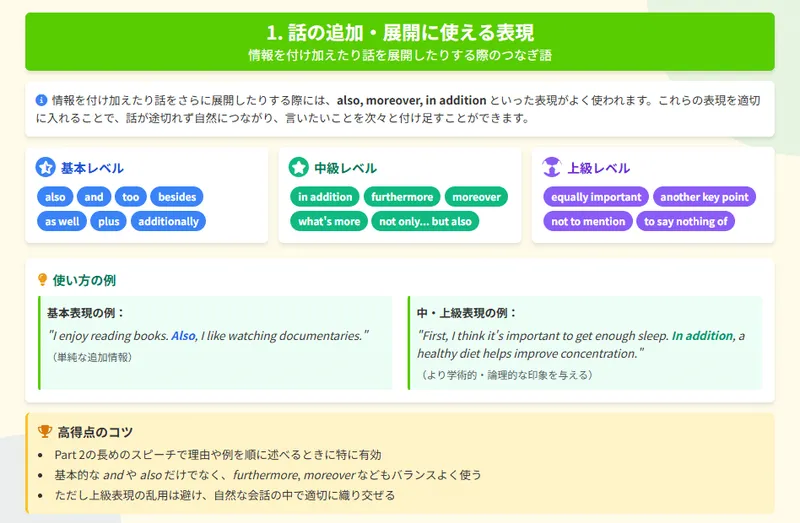 1. 話の追加・展開に使える表現
情報を付け加えたり話を展開したりする際のつなぎ語
情報を付け加えたり話をさらに展開したりする際には、also, moreover, in addition といった表現がよく使われます。これらの表現を適切
に入れることで、話が途切れず自然につながり、言いたいことを次々と付け足すことができます。
基本レベル
also and too besides
as well plus additionally
中級レベル
in addition furthermore moreover
what's more not only... but also
上級レベル
equally important another key point
not to mention to say nothing of
使い方の例
基本表現の例：
"I enjoy reading books. Also, I like watching documentaries."
（単純な追加情報）
中・上級表現の例：
"First, I think it's important to get enough sleep. In addition, a
healthy diet helps improve concentration."
（より学術的・論理的な印象を与える）
高得点のコツ
Part 2の長めのスピーチで理由や例を順に述べるときに特に有効
基本的な and や also だけでなく、furthermore, moreover などもバランスよく使う
ただし上級表現の乱用は避け、自然な会話の中で適切に織り交ぜる